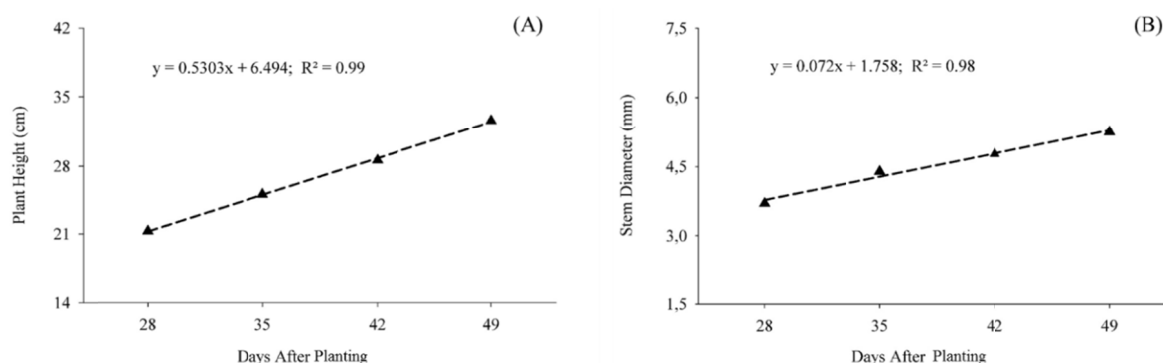 (A)
y = 0.5303x + 6.494; R² = 0.99
Plant Height (cm)
42
35
28
21
14
28 35 42 49
Days After Planting
(B)
y = 0.072x + 1.758; R² = 0.98
Stem Diameter (mm)
7,5
6,0
4,5
3,0
1,5
28 35 42 49
Days After Planting